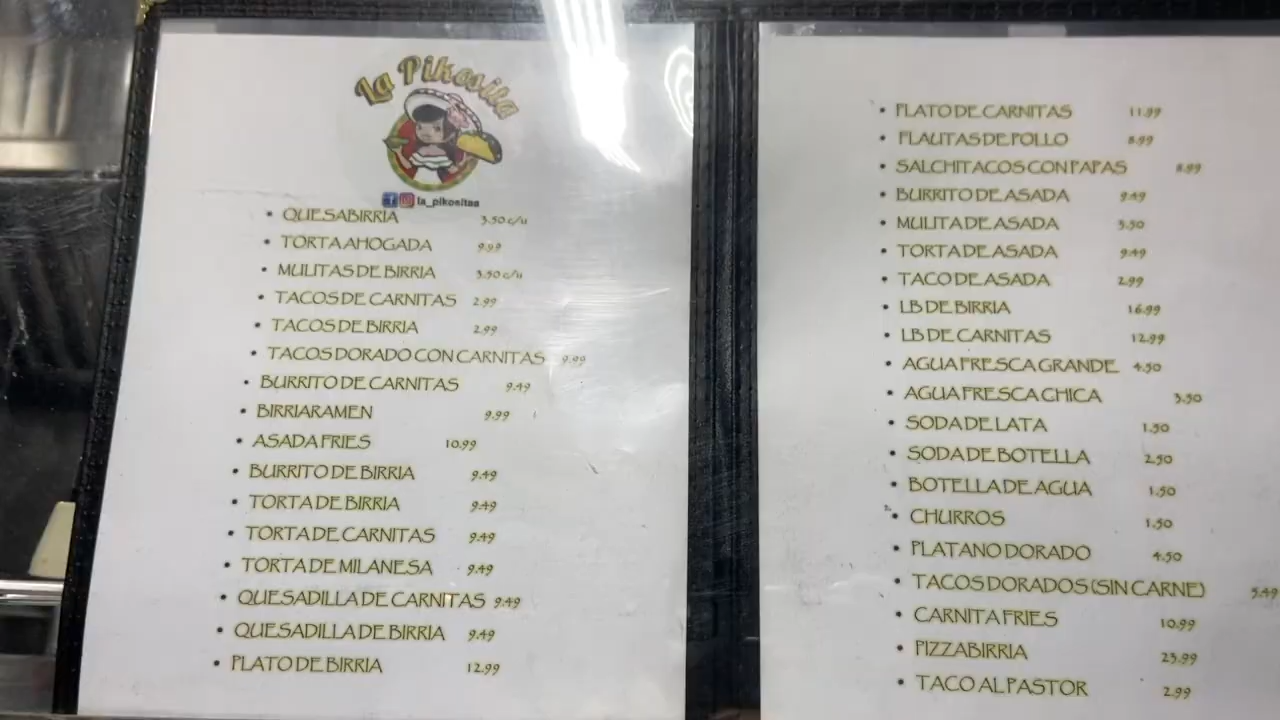 La Pikosita
la_pikositaa
• QUESABIRRIA 3.50 c/u
• TORTA AHOGADA 9.99
• MULITAS DE BIRRIA 3.50 c/u
• TACOS DE CARNITAS 2.99
• TACOS DE BIRRIA 2.99
• TACOS DORADO CON CARNITAS 9.99
• BURRITO DE CARNITAS 9.49
• BIRRIARAMEN 9.99
• ASADA FRIES 10.99
• BURRITO DE BIRRIA 9.49
• TORTA DE BIRRIA 9.49
• TORTA DE CARNITAS 9.49
• TORTA DE MILANESA 9.49
• QUESADILLA DE CARNITAS 9.49
• QUESADILLA DE BIRRIA 9.49
• PLATO DE BIRRIA 12.99
• PLATO DE CARNITAS 11.99
• FLAUTAS DE POLLO 8.99
• SALCHITACOS CON PAPAS 8.99
• BURRITO DE ASADA 9.49
• MULITA DE ASADA 3.50
• TORTA DE ASADA 9.49
• TACO DE ASADA 2.99
• LB DE BIRRIA 16.99
• LB DE CARNITAS 12.99
• AGUA FRESCA GRANDE 4.50
• AGUA FRESCA CHICA 3.50
• SODA DE LATA 1.50
• SODA DE BOTELLA 2.50
• BOTELLA DE AGUA 1.50
• CHURROS 1.50
• PLATANO DORADO 4.50
• TACOS DORADOS (SIN CARNE)
• CARNITA FRIES 10.99
• PIZZABIRRIA 25.99
• TACO AL PASTOR 2.99